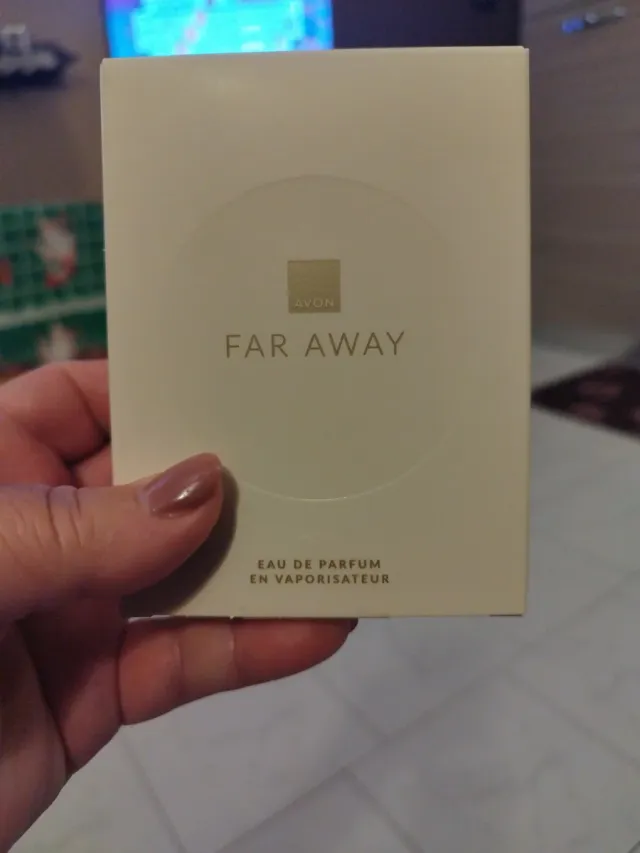 AVON
FAR AWAY
EAU DE PARFUM
EN VAPORISATEUR